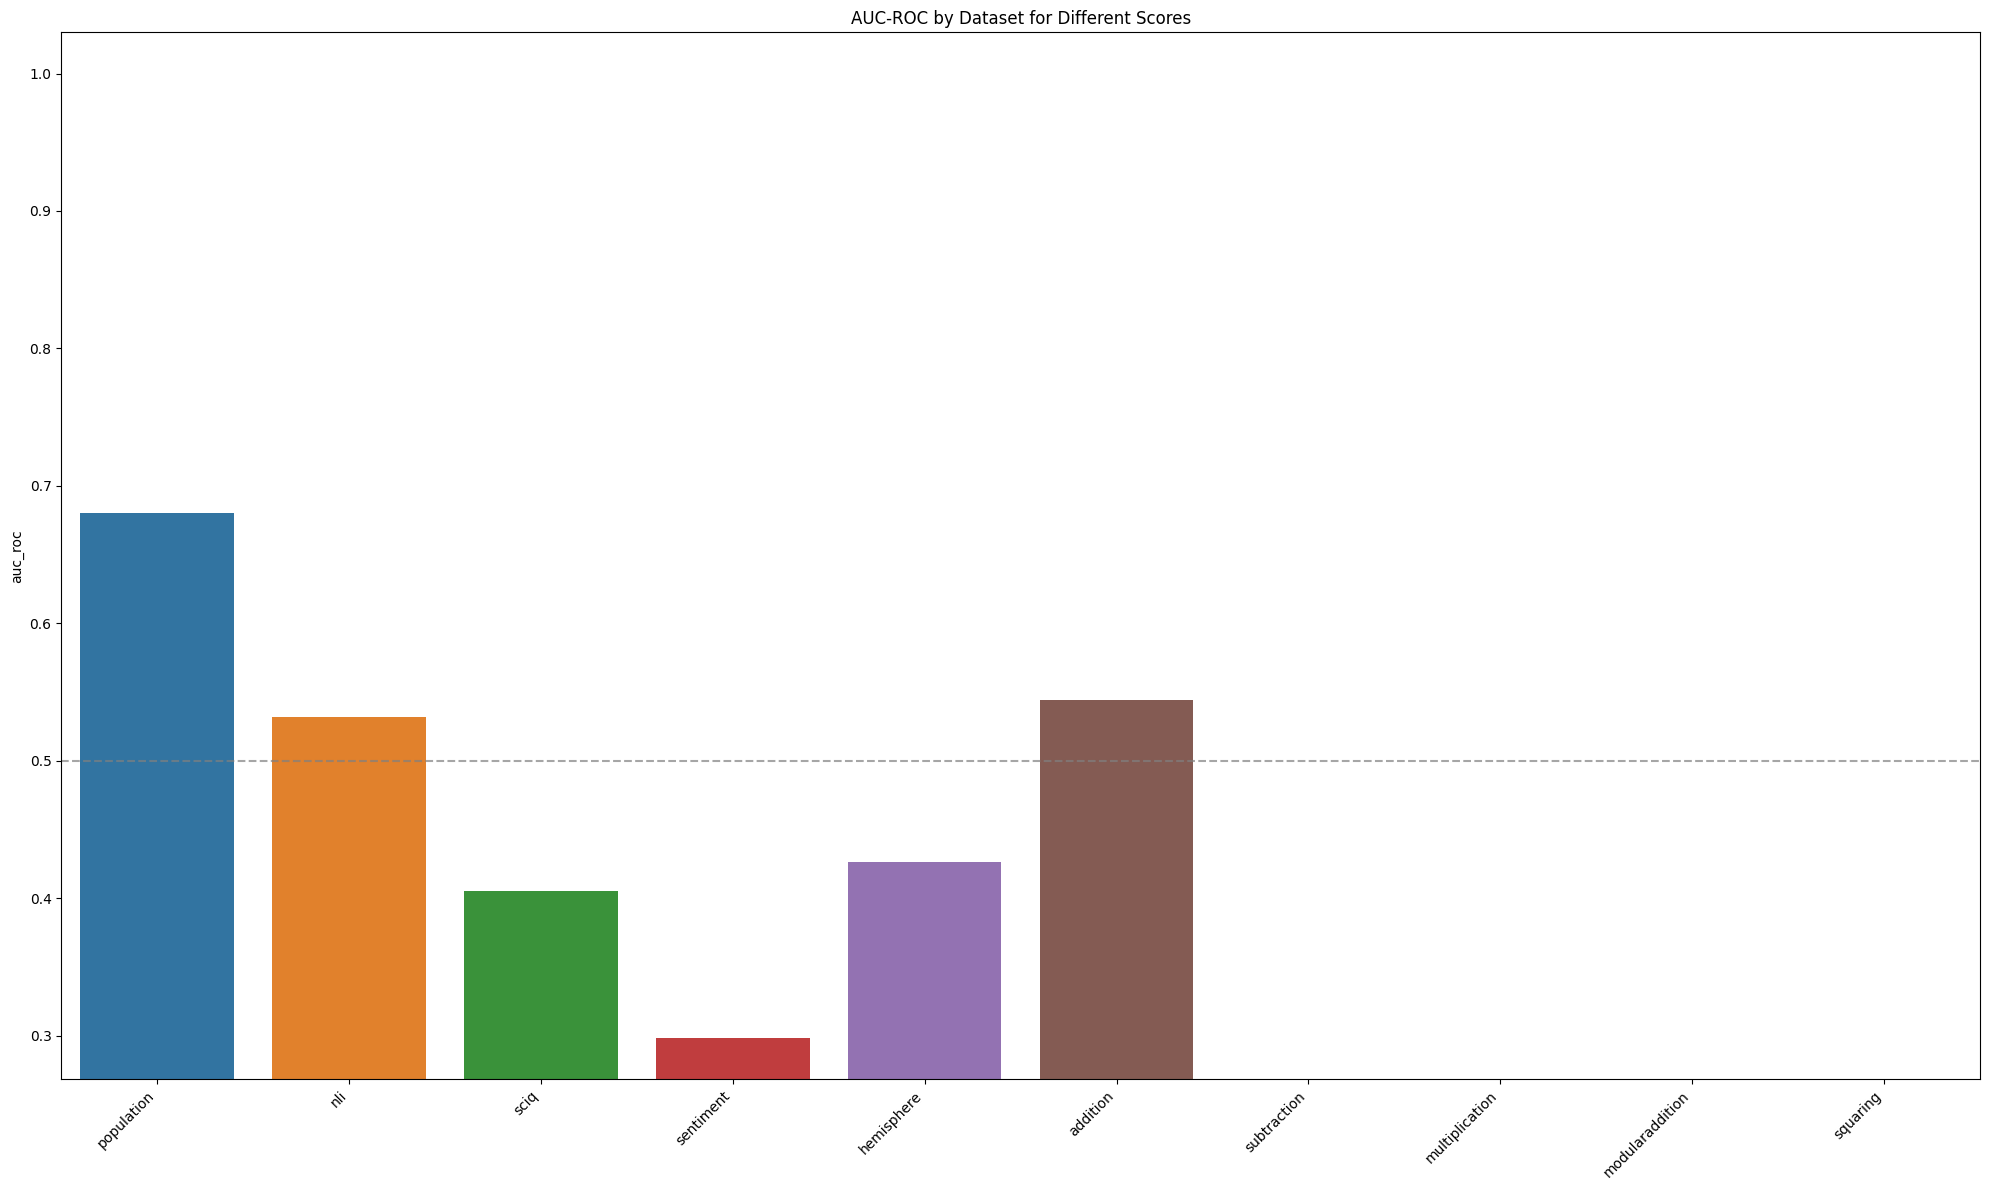 AUC-ROC by Dataset for Different Scores
1.0
0.9
0.8
0.7
0.6
0.5
0.4
0.3
auc_roc
population
nli
sciq
sentiment
hemisphere
addition
subtraction
multiplication
modularaddition
squaring